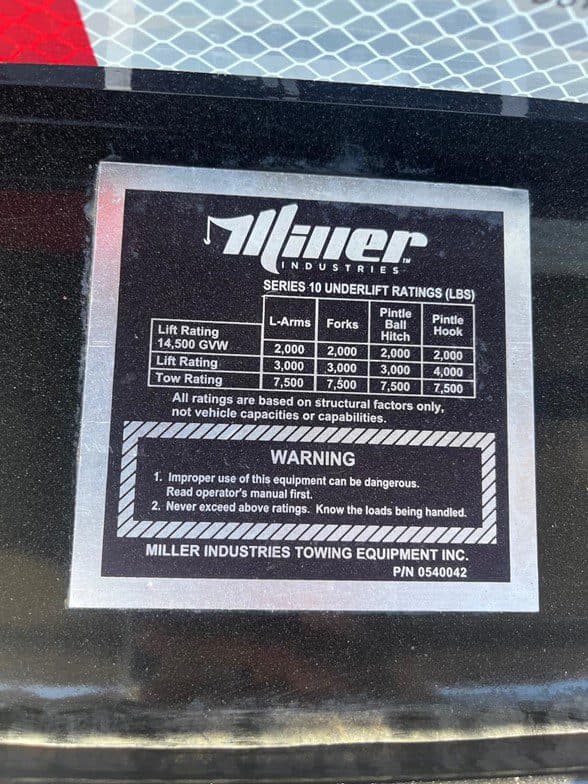 Miller™
INDUSTRIES
SERIES 10 UNDERLIFT RATINGS (LBS)
L-Arms Forks Pintle Ball Hitch Pintle Hook
Lift Rating 14,500 GVW 2,000 2,000 2,000 2,000
Lift Rating 3,000 3,000 3,000 4,000
Tow Rating 7,500 7,500 7,500 7,500
All ratings are based on structural factors only,
not vehicle capacities or capabilities.
WARNING
1. Improper use of this equipment can be dangerous.
Read operator's manual first.
2. Never exceed above ratings. Know the loads being handled.
MILLER INDUSTRIES TOWING EQUIPMENT INC.
P/N 0540042